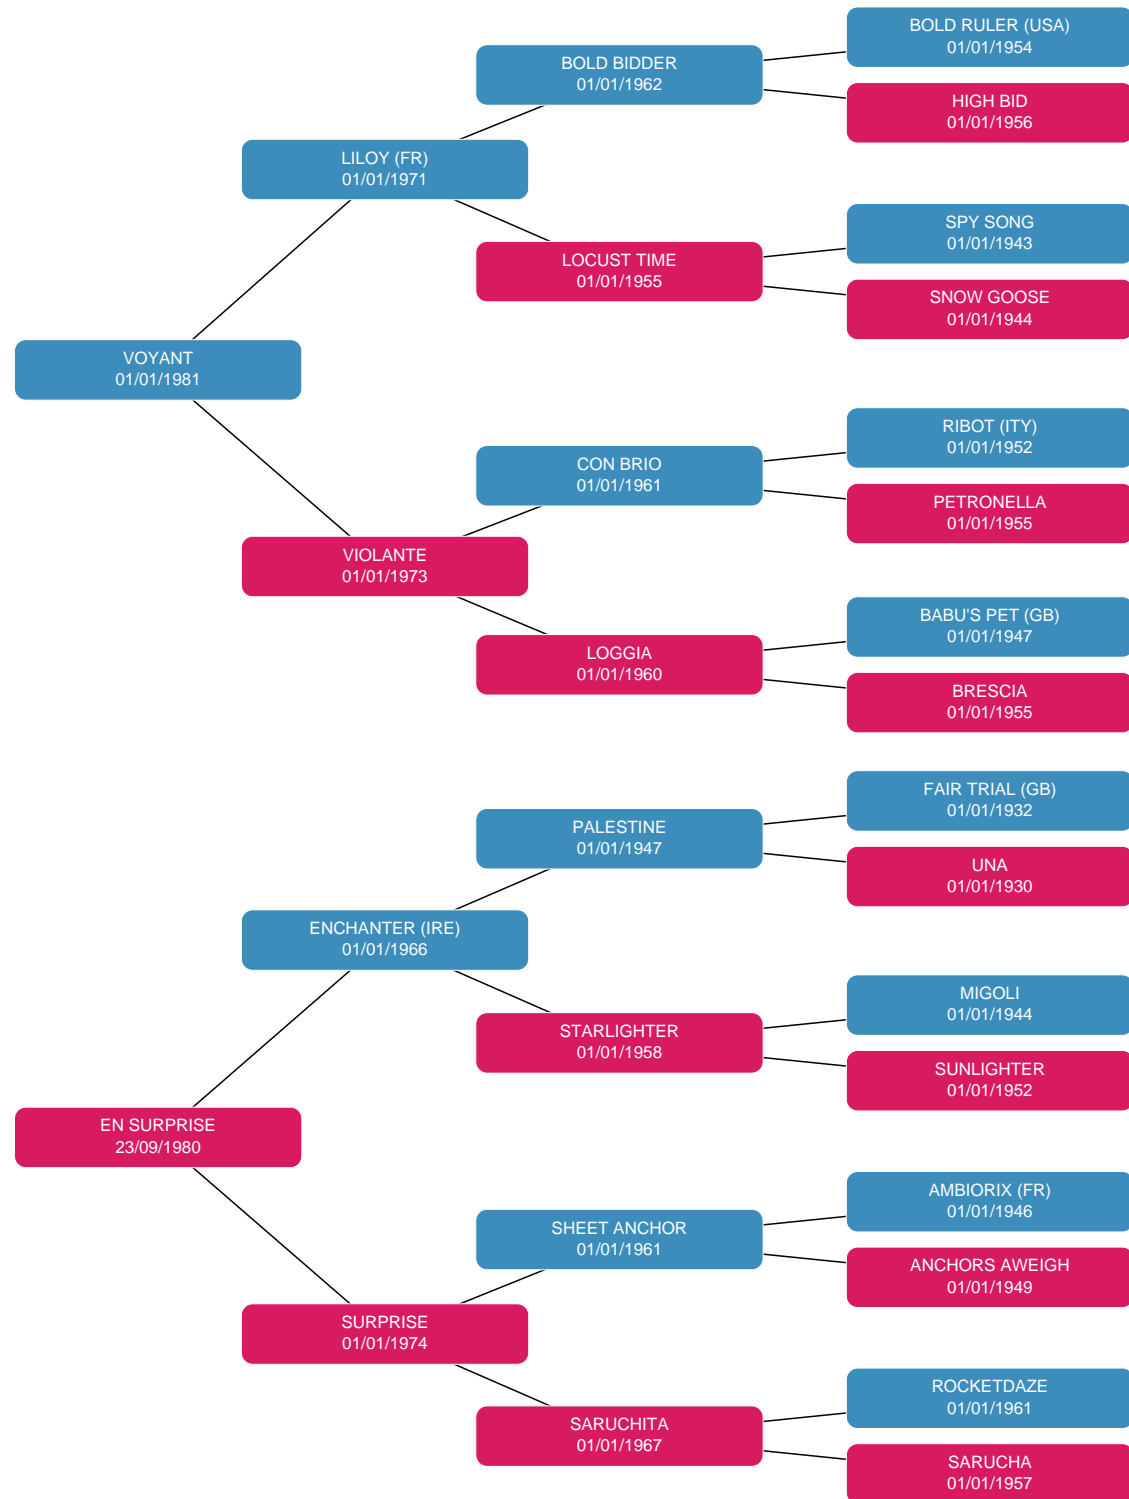 BOLD RULER (USA)
01/01/1954
BOLD BIDDER
01/01/1962
HIGH BID
01/01/1956
LILOY (FR)
01/01/1971
SPY SONG
01/01/1943
LOCUST TIME
01/01/1955
SNOW GOOSE
01/01/1944
VOYANT
01/01/1981
RIBOT (ITY)
01/01/1952
CON BRIO
01/01/1961
PETRONELLA
01/01/1955
VIOLANTE
01/01/1973
BABU'S PET (GB)
01/01/1947
LOGGIA
01/01/1960
BRESCIA
01/01/1955
FAIR TRIAL (GB)
01/01/1932
PALESTINE
01/01/1947
UNA
01/01/1930
ENCHANTER (IRE)
01/01/1966
MIGOLI
01/01/1944
STARLIGHTER
01/01/1958
SUNLIGHTER
01/01/1952
EN SURPRISE
23/09/1980
AMBIORIX (FR)
01/01/1946
SHEET ANCHOR
01/01/1961
ANCHORS AWEIGH
01/01/1949
SURPRISE
01/01/1974
ROCKETDAZE
01/01/1961
SARUCHITA
01/01/1967
SARUCHA
01/01/1957